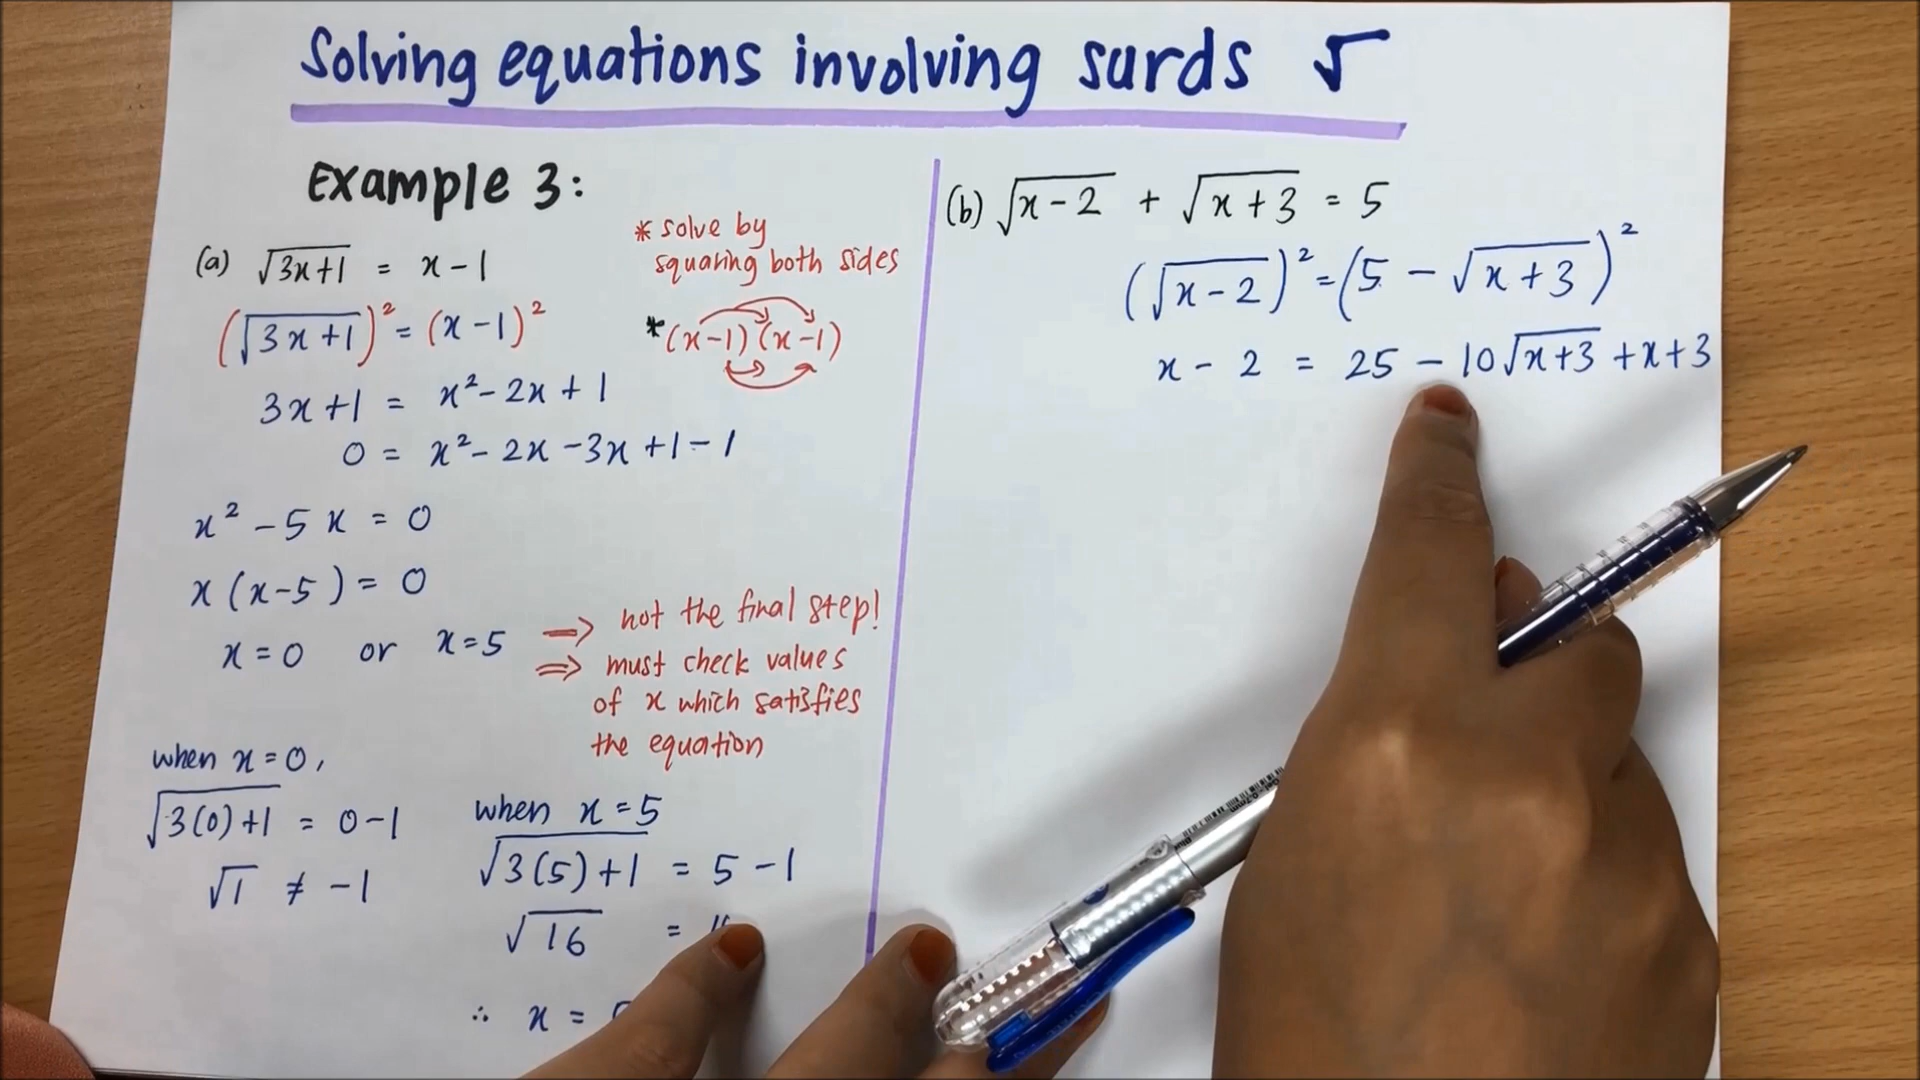 Solving equations involving surds √
Example 3:
(a) √3x+1 = x-1
(√3x+1)² = (x-1)²
3x+1 = x²-2x+1
0 = x²-2x-3x+1-1
x²-5x = 0
x(x-5) = 0
x=0 or x=5
* solve by
squaring both sides
*(x-1)(x-1)
⇒ not the final step!
⇒ must check values
of x which satisfies
the equation
when x=0,
√3(0)+1 = 0-1
√1 ≠ -1
when x=5
√3(5)+1 = 5-1
√16 =
∴ x =
(b) √x-2 + √x+3 = 5
(√x-2)² = (5-√x+3)²
x-2 = 25-10√x+3+x+3